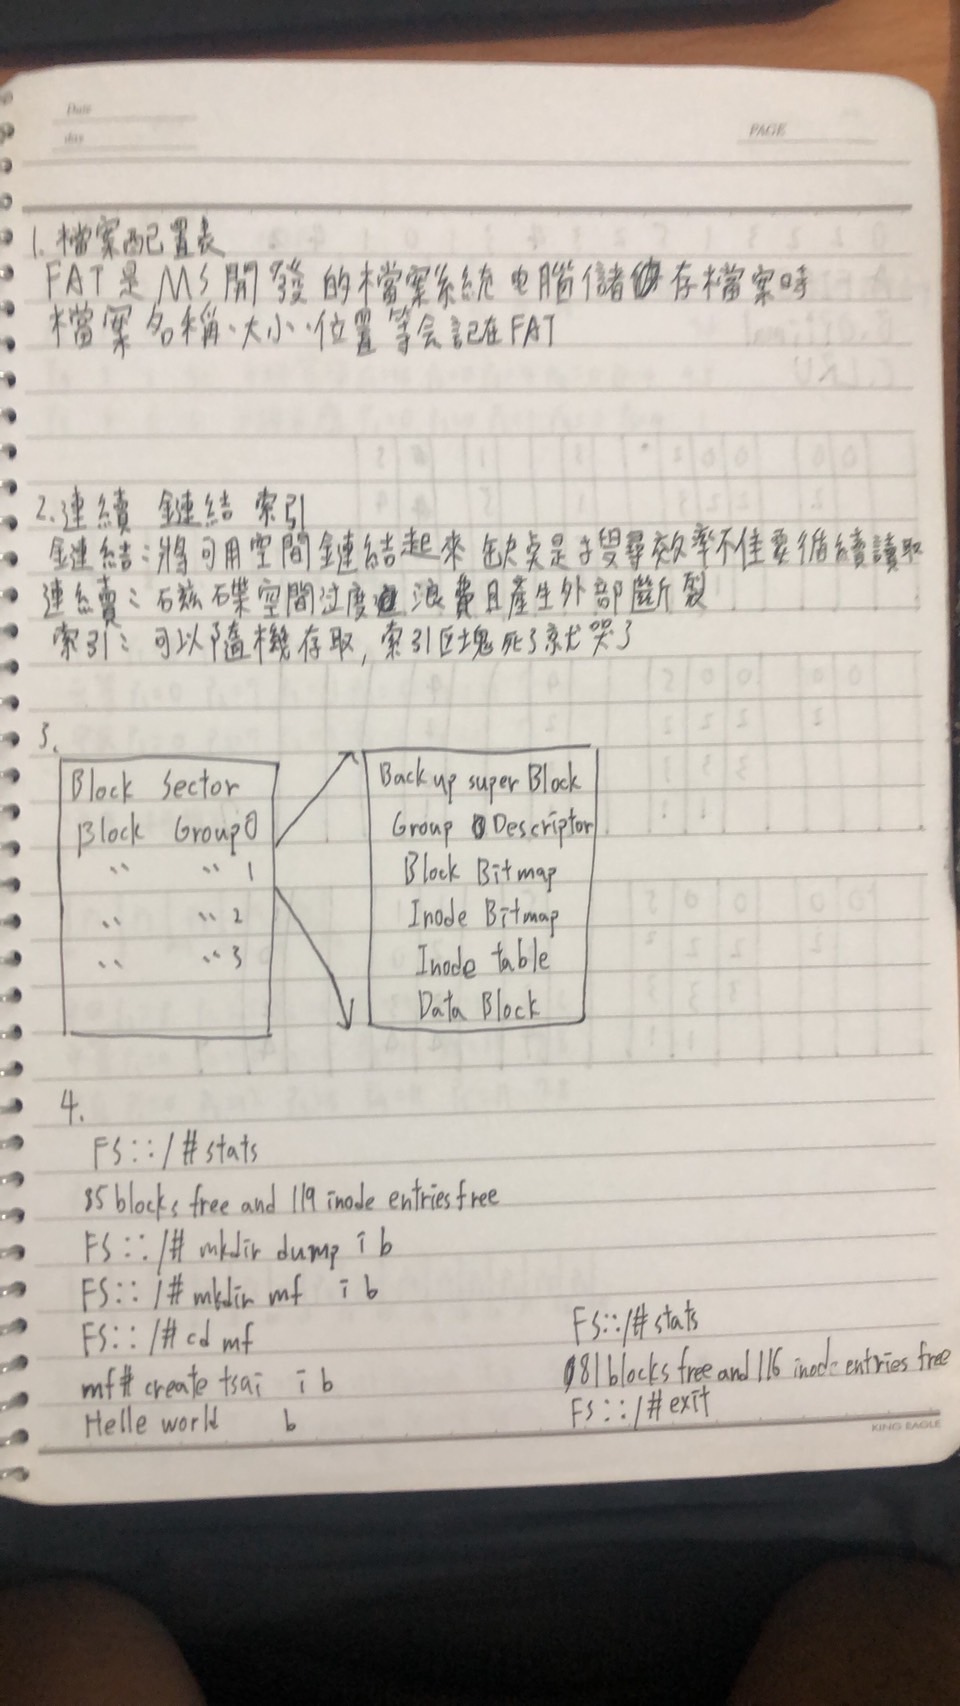 Date
day
PAGE
1. 檔案配置表
FAT是MS開發的檔案系統 电腦儲存檔案時
檔案名稱、大小、位置等会記在FAT
2.連續 鏈結 索引
鏈結:將可用空間鏈結起來 缺点是搜尋效率不佳要循續讀取
連續:磁碟空間过度浪費且產生外部斷裂
索引:可以隨機存取,索引区塊死了就哭了
3.
Block Sector
Block Group 0
" " 1
" " 2
" " 3
Back up super Block
Group Descriptor
Block Bitmap
Inode Bitmap
Inode table
Data Block
4.
FS::/# stats
85 blocks free and 119 inode entries free
FS::/# mkdir dump i b
FS::/# mkdir mf i b
FS::/# cd mf
mf# create tsai i b
Helle world b
FS::/# stats
81 blocks free and 116 inode entries free
FS::/# exit
KING EAGLE